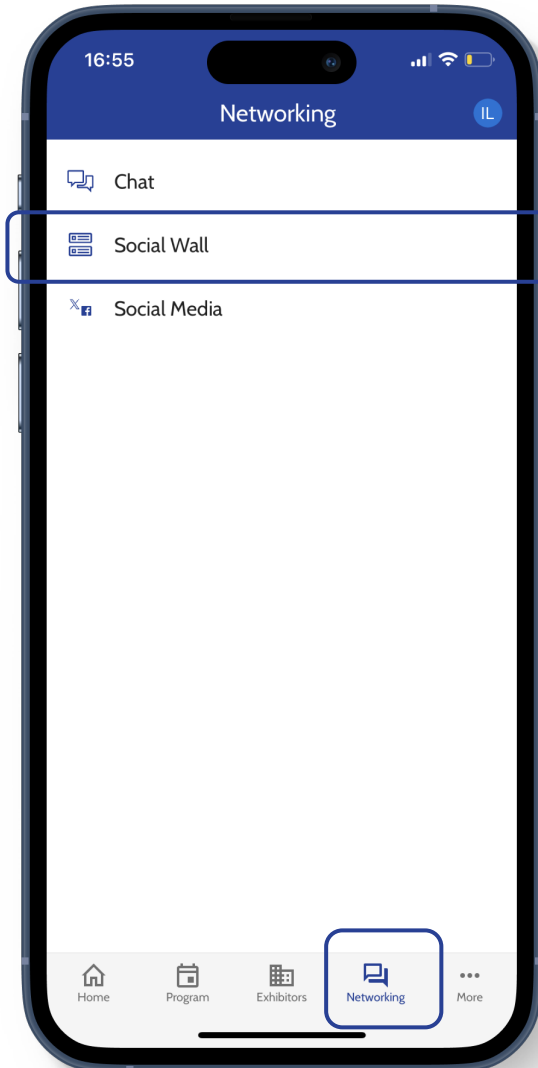 16:55
Networking
IL
Chat
Social Wall
Social Media
Home Program Exhibitors Networking More